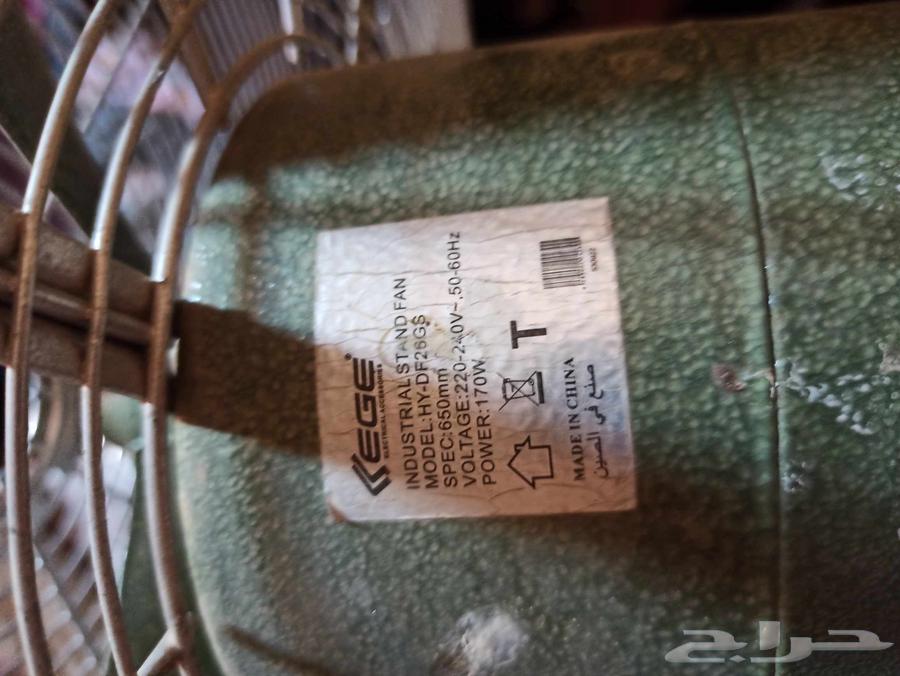 EGE
ELECTRICAL ACCESSORIES
INDUSTRIAL STAND FAN
MODEL:HY-DF26GS
SPEC:650mm
VOLTAGE:220-240V~,50-60Hz
POWER:170W
T
MADE IN CHINA
صنع في الصين
حراج